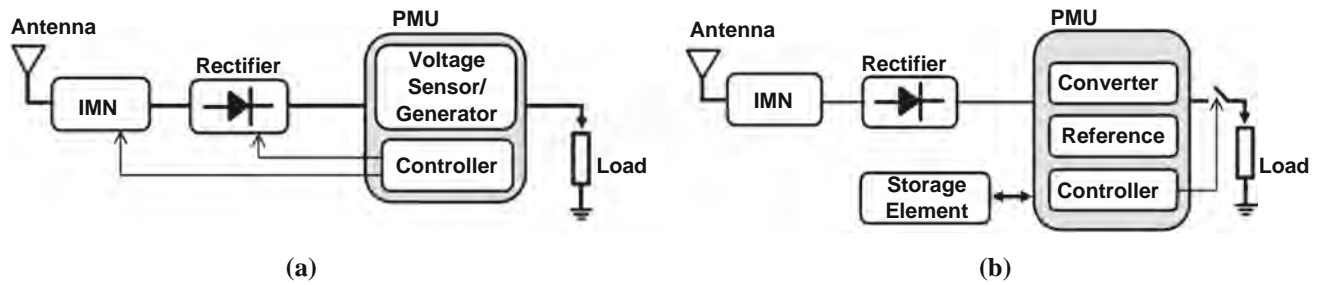 Antenna
IMN
Rectifier
PMU
Voltage
Sensor/
Generator
Controller
Load
(a)
Antenna
IMN
Rectifier
PMU
Converter
Reference
Controller
Storage
Element
Load
(b)